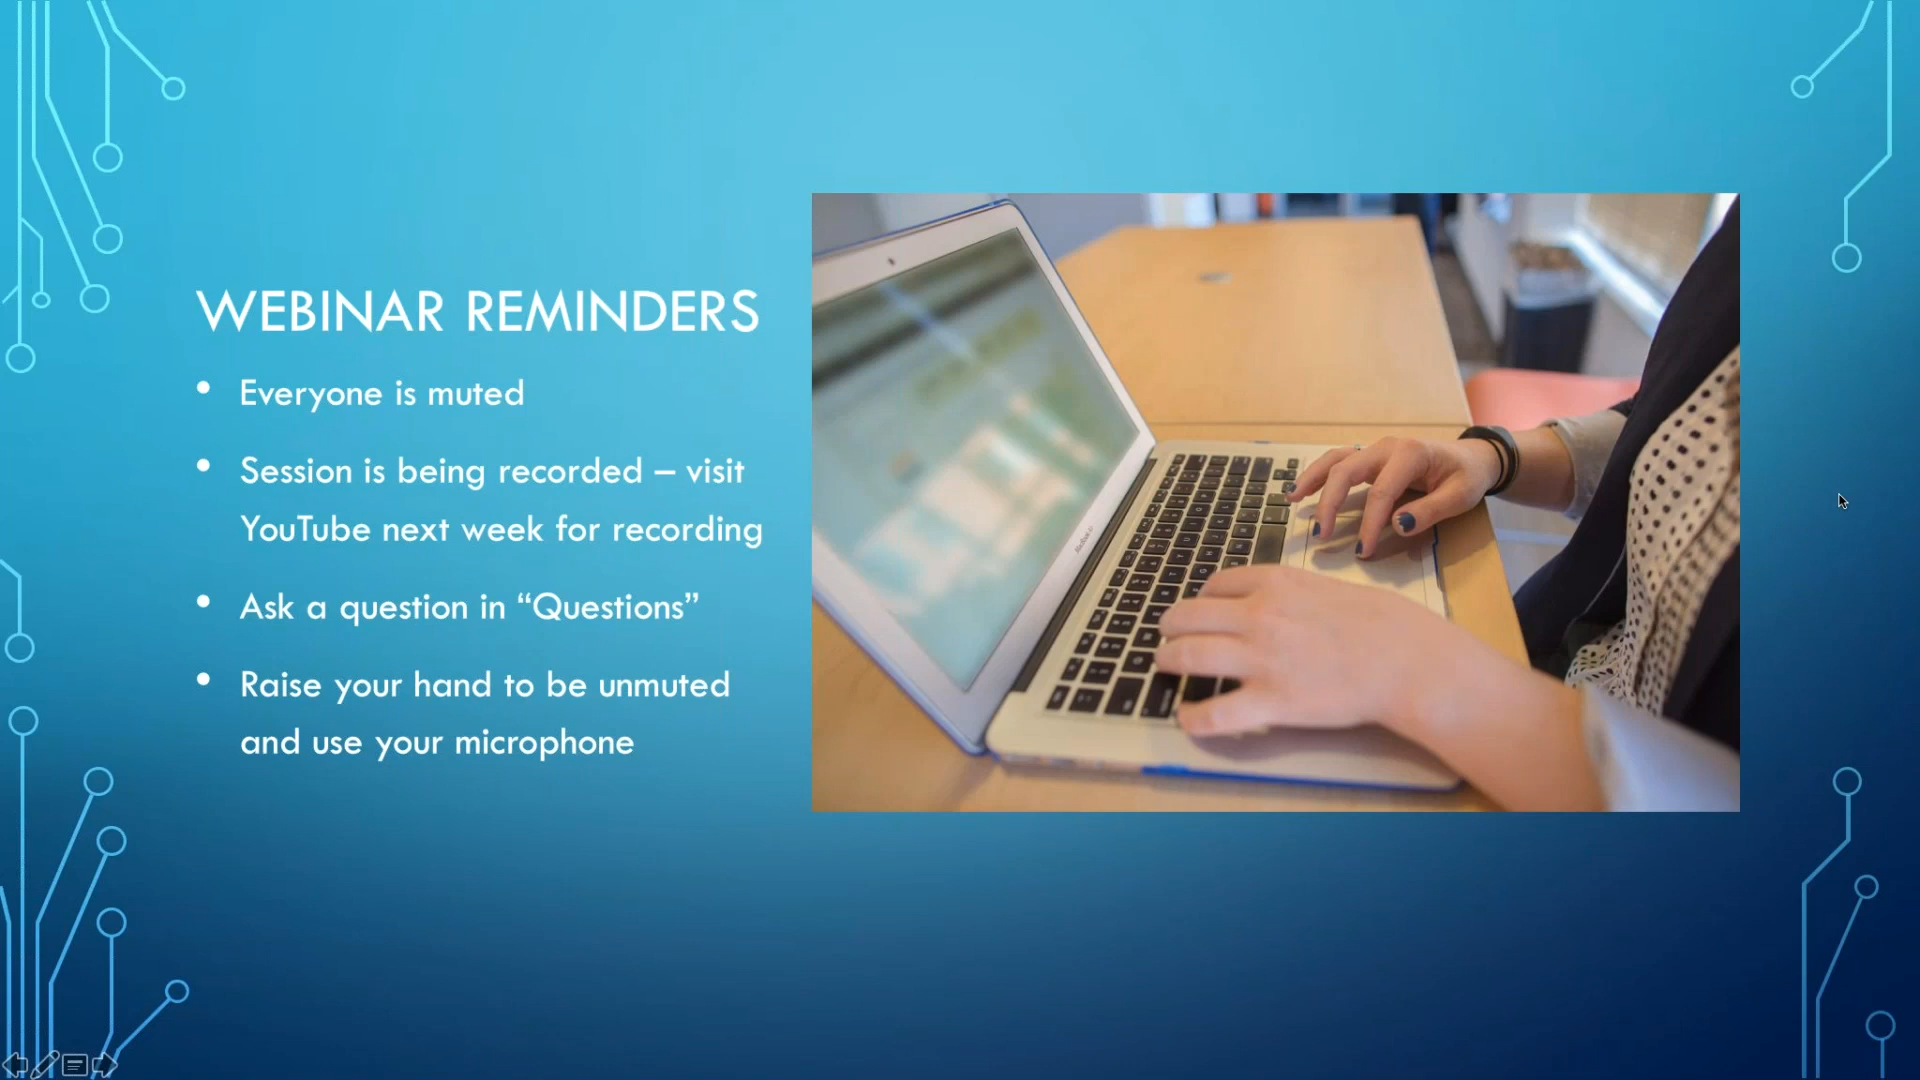 WEBINAR REMINDERS
• Everyone is muted
• Session is being recorded – visit
YouTube next week for recording
• Ask a question in “Questions”
• Raise your hand to be unmuted
and use your microphone